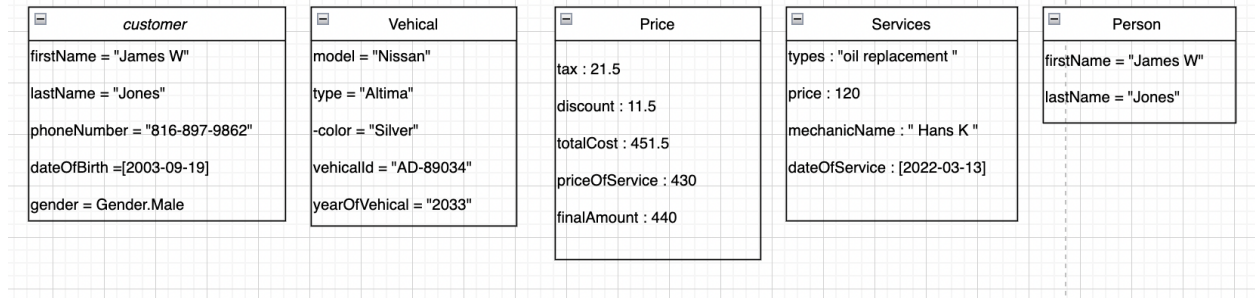 customer
firstName = "James W"
lastName = "Jones"
phoneNumber = "816-897-9862"
dateOfBirth =[2003-09-19]
gender = Gender.Male
Vehical
model = "Nissan"
type = "Altima"
-color = "Silver"
vehicalId = "AD-89034"
yearOfVehical = "2033"
Price
tax : 21.5
discount : 11.5
totalCost : 451.5
priceOfService : 430
finalAmount : 440
Services
types : "oil replacement "
price : 120
mechanicName : " Hans K "
dateOfService : [2022-03-13]
Person
firstName = "James W"
lastName = "Jones"